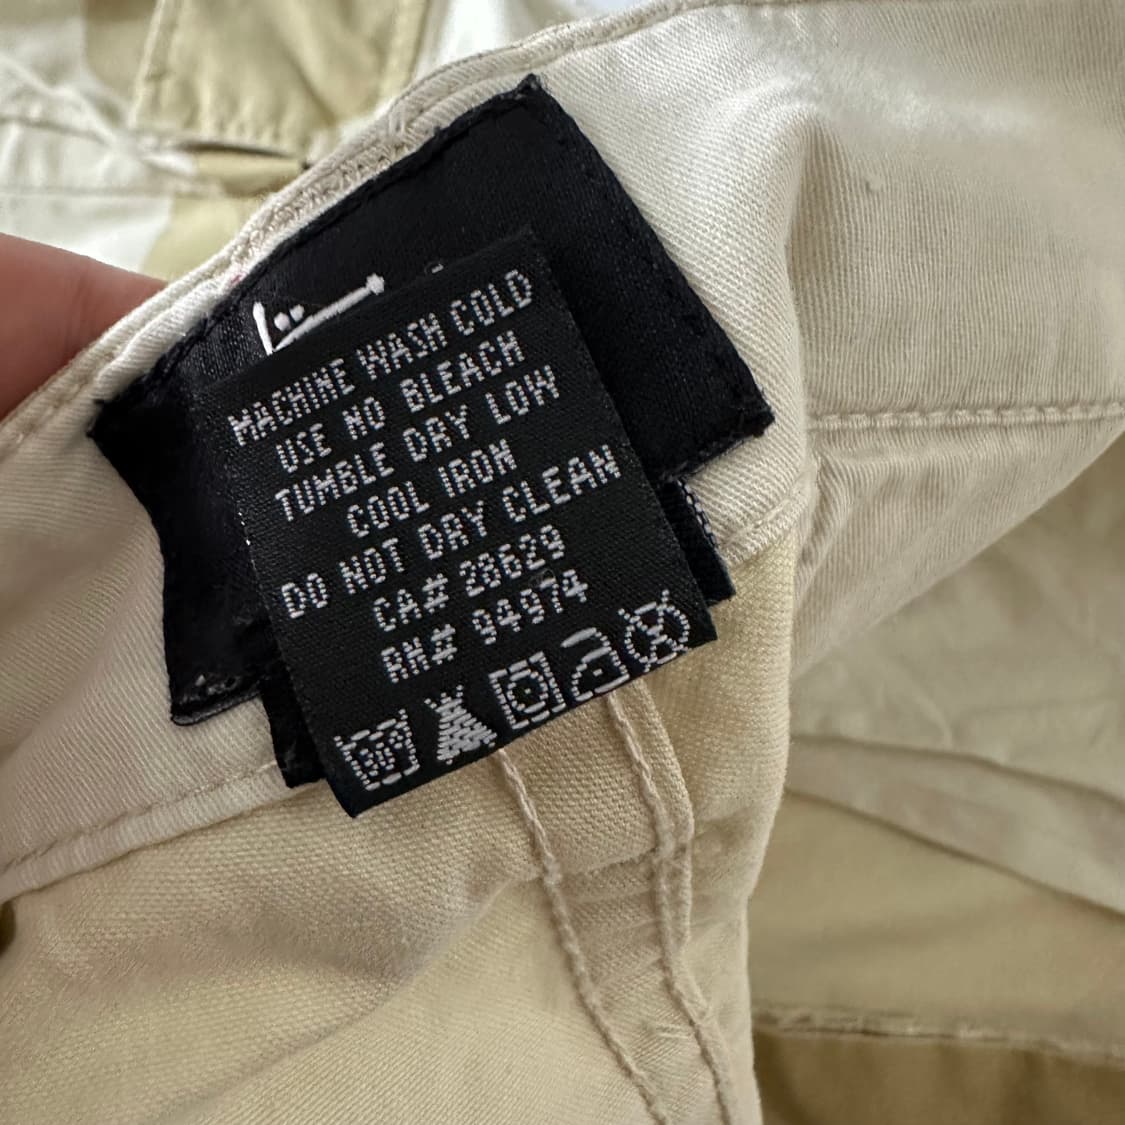 MACHINE WASH COLD
USE NO BLEACH
TUMBLE DRY LOW
COOL IRON
DO NOT DRY CLEAN
CA# 28629
RN# 94974